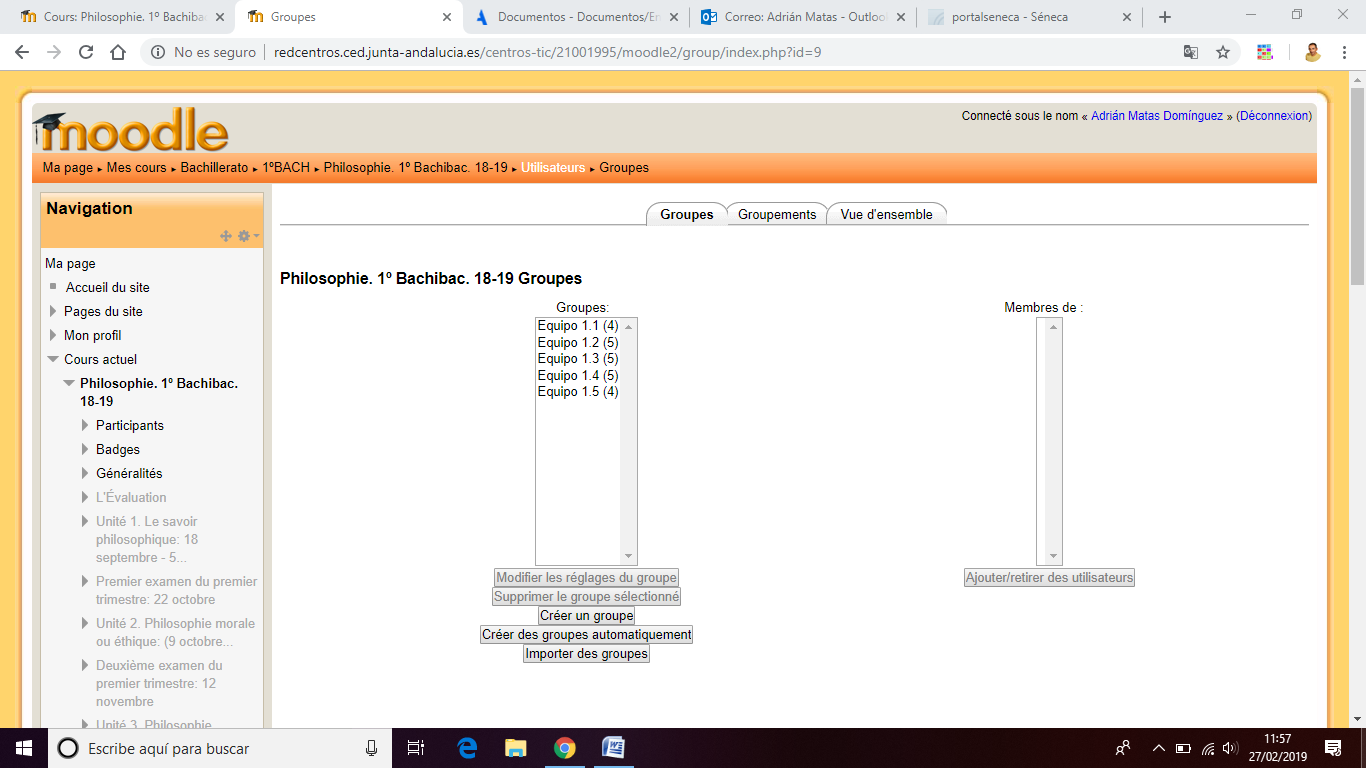 Cours: Philosophie. 1º Bachiba
Groupes
Documentos - Documentos/En
Correo: Adrián Matas - Outloo
portalseneca - Séneca
No es seguro | redcentros.ced.junta-andalucia.es/centros-tic/21001995/moodle2/group/index.php?id=9
moodle
Connecté sous le nom « Adrián Matas Domínguez » (Déconnexion)
Ma page ► Mes cours ► Bachillerato ► 1ºBACH ► Philosophie. 1º Bachibac. 18-19 ► Utilisateurs ► Groupes
Navigation
Ma page
Accueil du site
Pages du site
Mon profil
Cours actuel
Philosophie. 1º Bachibac.
18-19
Participants
Badges
Généralités
L'Évaluation
Unité 1. Le savoir
philosophique: 18
septembre - 5...
Premier examen du premier
trimestre: 22 octobre
Unité 2. Philosophie morale
ou éthique: (9 octobre...
Deuxième examen du
premier trimestre: 12
novembre
Unité 3. Philosophie
Groupes
Groupements
Vue d'ensemble
Philosophie. 1º Bachibac. 18-19 Groupes
Groupes:
Equipo 1.1 (4)
Equipo 1.2 (5)
Equipo 1.3 (5)
Equipo 1.4 (5)
Equipo 1.5 (4)
Modifier les réglages du groupe
Supprimer le groupe sélectionné
Créer un groupe
Créer des groupes automatiquement
Importer des groupes
Membres de :
Ajouter/retirer des utilisateurs
Escribe aquí para buscar
11:57
27/02/2019